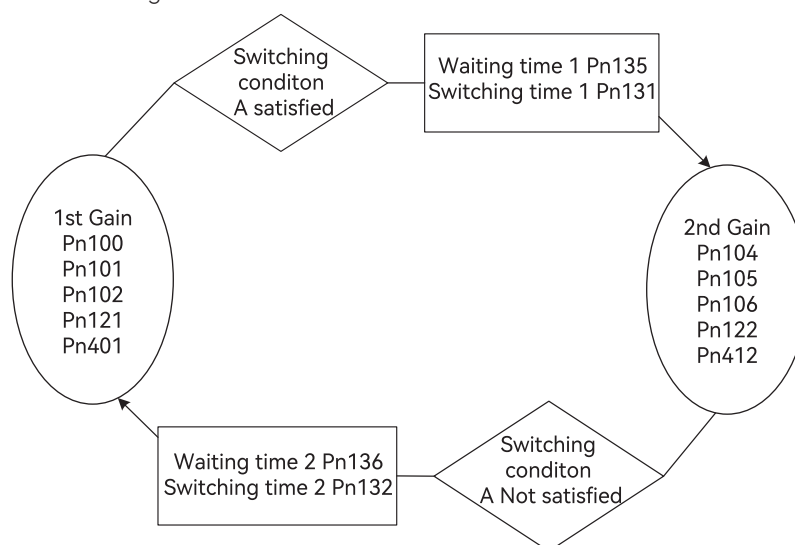 Switching
conditon
A satisfied
Waiting time 1 Pn135
Switching time 1 Pn131
1st Gain
Pn100
Pn101
Pn102
Pn121
Pn401
2nd Gain
Pn104
Pn105
Pn106
Pn122
Pn412
Waiting time 2 Pn136
Switching time 2 Pn132
Switching
conditon
A Not satisfied